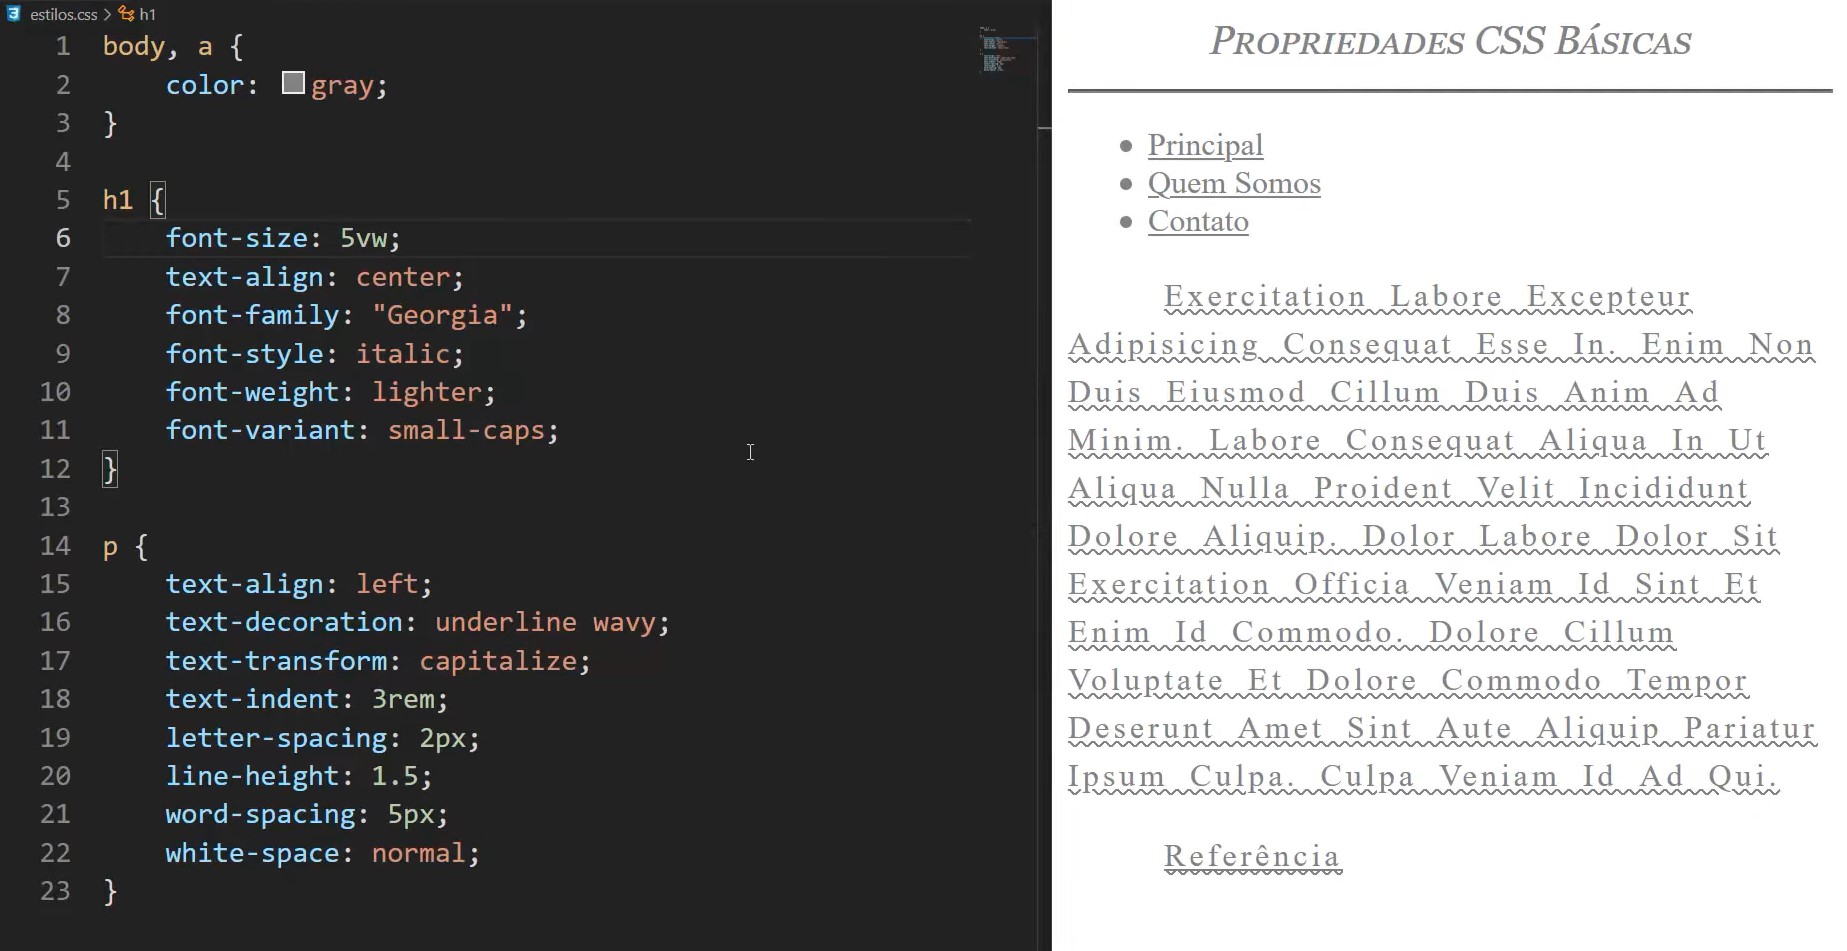 estilos.css > h1
1 body, a {
2 color: gray;
3 }
4
5 h1 {
6 font-size: 5vw;
7 text-align: center;
8 font-family: "Georgia";
9 font-style: italic;
10 font-weight: lighter;
11 font-variant: small-caps;
12 }
13
14 p {
15 text-align: left;
16 text-decoration: underline wavy;
17 text-transform: capitalize;
18 text-indent: 3rem;
19 letter-spacing: 2px;
20 line-height: 1.5;
21 word-spacing: 5px;
22 white-space: normal;
23 }
Propriedades CSS Básicas
• Principal
• Quem Somos
• Contato
Exercitation Labore Excepteur
Adipisicing Consequat Esse In. Enim Non
Duis Eiusmod Cillum Duis Anim Ad
Minim. Labore Consequat Aliqua In Ut
Aliqua Nulla Proident Velit Incididunt
Dolore Aliquip. Dolor Labore Dolor Sit
Exercitation Officia Veniam Id Sint Et
Enim Id Commodo. Dolore Cillum
Voluptate Et Dolore Commodo Tempor
Deserunt Amet Sint Aute Aliquip Pariatur
Ipsum Culpa. Culpa Veniam Id Ad Qui.
Referência